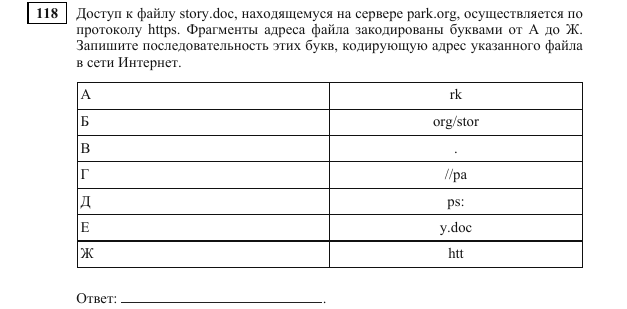 118 Доступ к файлу story.doc, находящемуся на сервере park.org, осуществляется по
протоколу https. Фрагменты адреса файла закодированы буквами от А до Ж.
Запишите последовательность этих букв, кодирующую адрес указанного файла
в сети Интернет.
А rk
Б org/stor
В .
Г //pa
Д ps:
Е y.doc
Ж htt
Ответ: ______________________________.